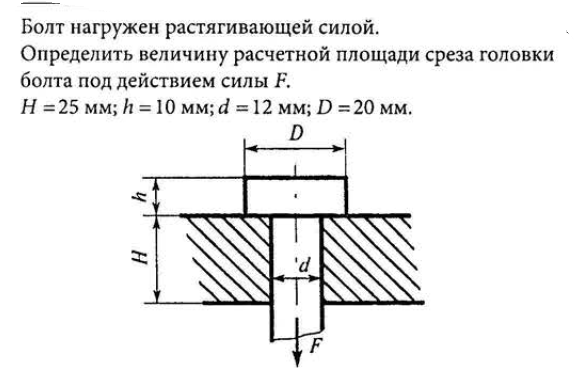 Болт нагружен растягивающей силой.
Определить величину расчетной площади среза головки
болта под действием силы F.
H = 25 мм; h = 10 мм; d = 12 мм; D = 20 мм.
D
h
H
d
F